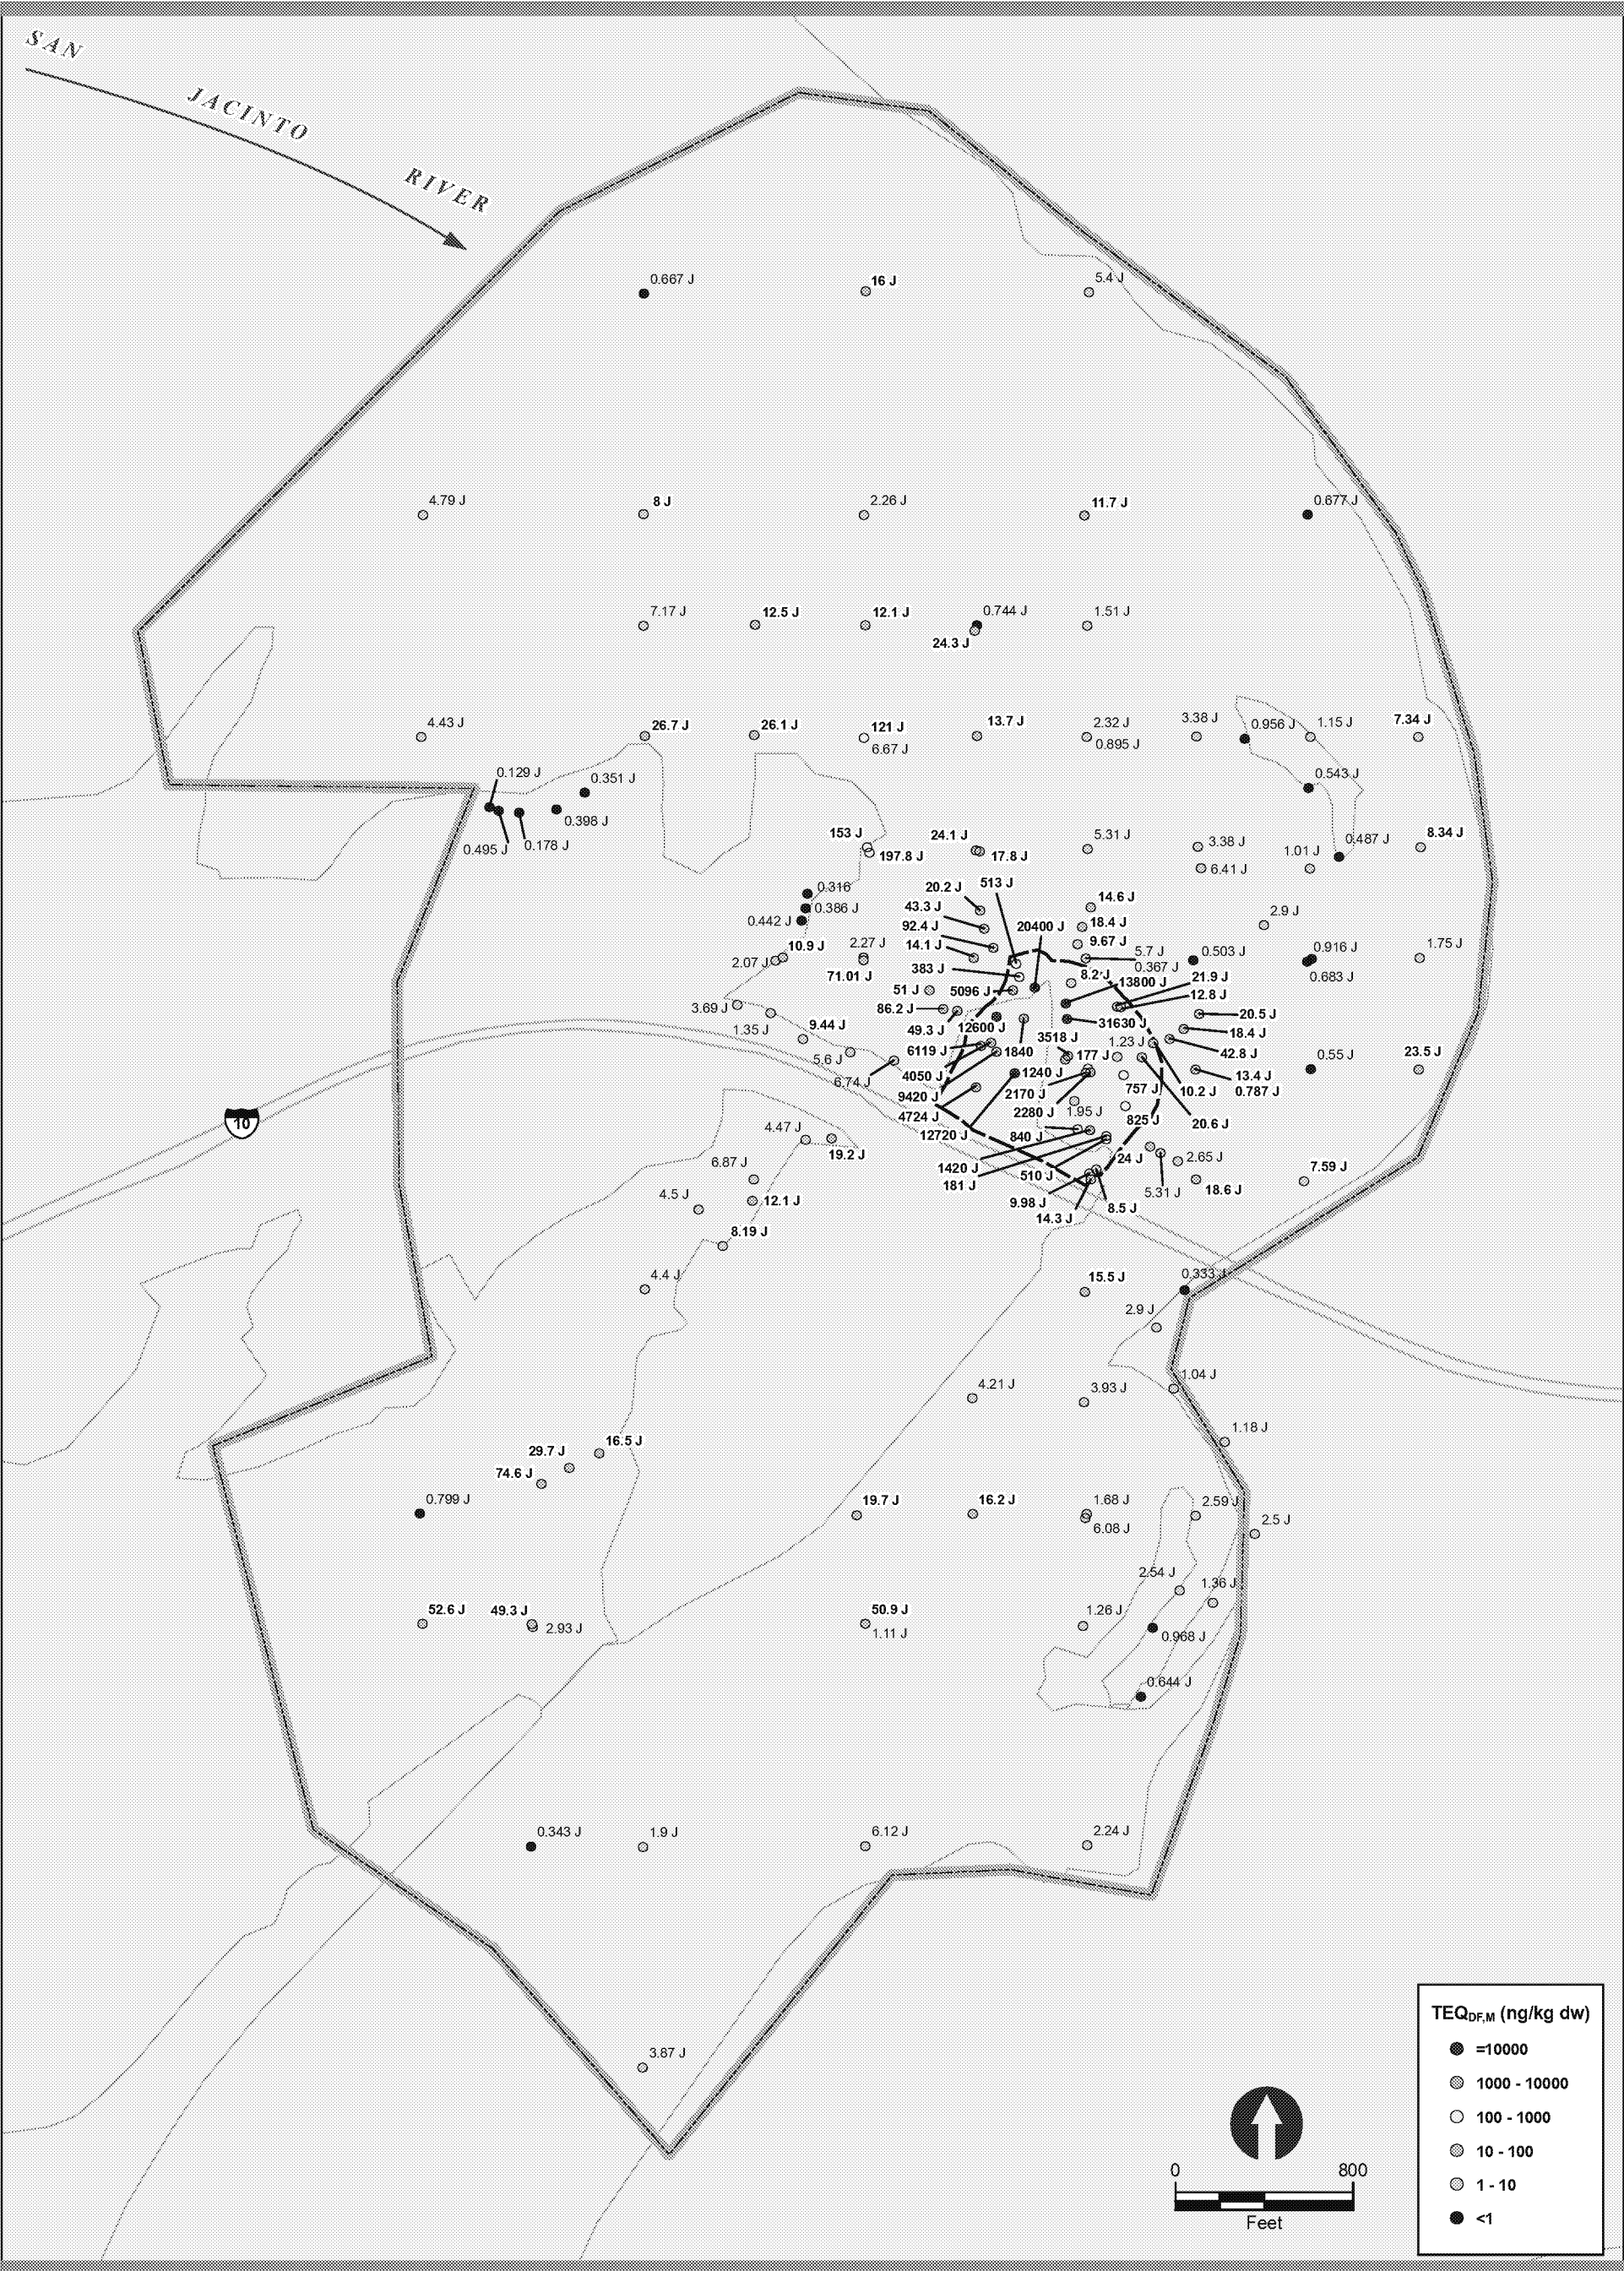 SAN
JACINTO
RIVER
0.667 J
16 J
5.4 J
4.79 J
8 J
2.26 J
11.7 J
0.677 J
7.17 J
12.5 J
12.1 J
0.744 J
1.51 J
24.3 J
4.43 J
26.7 J
26.1 J
121 J
6.67 J
13.7 J
2.32 J
0.895 J
3.38 J
0.956 J
1.15 J
7.34 J
0.129 J
0.351 J
0.543 J
0.495 J
0.178 J
0.398 J
153 J
197.8 J
24.1 J
17.8 J
5.31 J
3.38 J
6.41 J
1.01 J
0.487 J
8.34 J
0.316
0.386 J
0.442 J
20.2 J
513 J
43.3 J
92.4 J
14.1 J
383 J
20400 J
14.6 J
18.4 J
9.67 J
2.9 J
10.9 J
2.07 J
2.27 J
71.01 J
5.7 J
0.367 J
0.503 J
0.916 J
0.683 J
1.75 J
51 J
5096 J
8.2 J
13800 J
21.9 J
12.8 J
3.69 J
1.35 J
86.2 J
49.3 J
12600 J
31630 J
20.5 J
18.4 J
9.44 J
5.6 J
6.74 J
6119 J
1840
3518 J
177 J
1.23 J
42.8 J
4050 J
1240 J
0.55 J
23.5 J
13.4 J
0.787 J
9420 J
2170 J
757 J
10.2 J
4724 J
2280 J
1.95 J
825 J
20.6 J
12720 J
840 J
4.47 J
19.2 J
1420 J
181 J
510 J
24 J
2.65 J
6.87 J
5.31 J
18.6 J
7.59 J
4.5 J
12.1 J
9.98 J
14.3 J
8.5 J
8.19 J
10
4.4 J
15.5 J
0.333 J
2.9 J
4.21 J
3.93 J
1.04 J
1.18 J
16.5 J
29.7 J
74.6 J
0.799 J
19.7 J
16.2 J
1.68 J
6.08 J
2.59 J
2.5 J
2.54 J
1.36 J
52.6 J
49.3 J
2.93 J
50.9 J
1.11 J
1.26 J
0.968 J
0.644 J
0.343 J
1.9 J
6.12 J
2.24 J
3.87 J
TEQDF,M (ng/kg dw)
=10000
1000 - 10000
100 - 1000
10 - 100
1 - 10
<1
0 800
Feet